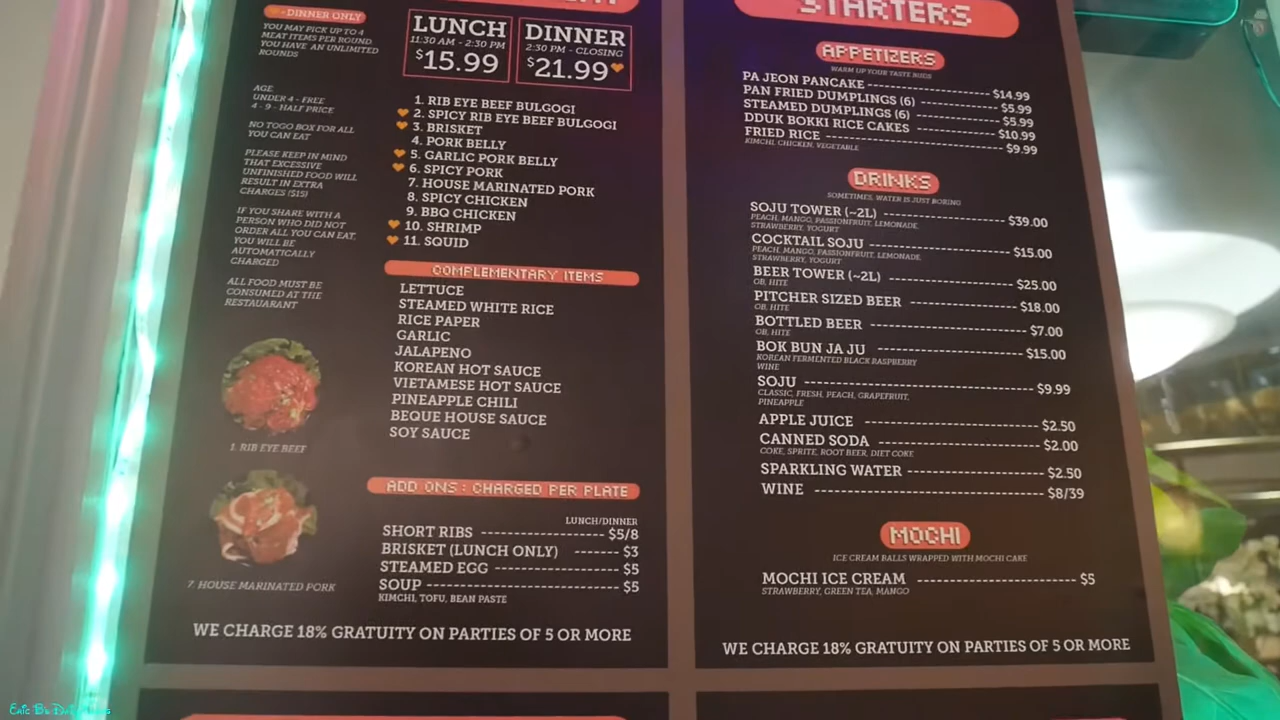 ♥ - DINNER ONLY
YOU MAY PICK UP TO 4
MEAT ITEMS PER ROUND.
YOU HAVE AN UNLIMITED
ROUNDS
AGE
UNDER 4 - FREE
4 - 9 - HALF PRICE
NO TOGO BOX FOR ALL
YOU CAN EAT
PLEASE KEEP IN MIND
THAT EXCESSIVE
UNFINISHED FOOD WILL
RESULT IN EXTRA
CHARGES ($15)
IF YOU SHARE WITH A
PERSON WHO DID NOT
ORDER ALL YOU CAN EAT,
YOU WILL BE
AUTOMATICALLY
CHARGED
ALL FOOD MUST BE
CONSUMED AT THE
RESTAUARANT
1. RIB EYE BEEF
7. HOUSE MARINATED PORK
LUNCH
11:30 AM - 2:30 PM
$15.99
DINNER
2:30 PM - CLOSING
$21.99♥
1. RIB EYE BEEF BULGOGI
♥ 2. SPICY RIB EYE BEEF BULGOGI
♥ 3. BRISKET
4. PORK BELLY
♥ 5. GARLIC PORK BELLY
♥ 6. SPICY PORK
7. HOUSE MARINATED PORK
8. SPICY CHICKEN
9. BBQ CHICKEN
♥ 10. SHRIMP
♥ 11. SQUID
COMPLEMENTARY ITEMS
LETTUCE
STEAMED WHITE RICE
RICE PAPER
GARLIC
JALAPENO
KOREAN HOT SAUCE
VIETAMESE HOT SAUCE
PINEAPPLE CHILI
BEQUE HOUSE SAUCE
SOY SAUCE
ADD ONS : CHARGED PER PLATE
LUNCH/DINNER
SHORT RIBS ---------------------- $5/8
BRISKET (LUNCH ONLY) ------- $3
STEAMED EGG -------------------- $5
SOUP ------------------------------- $5
KIMCHI, TOFU, BEAN PASTE
WE CHARGE 18% GRATUITY ON PARTIES OF 5 OR MORE
STARTERS
APPETIZERS
WARM UP YOUR TASTE BUDS
PA JEON PANCAKE -------------------- $14.99
PAN FRIED DUMPLINGS (6) ------------- $5.99
STEAMED DUMPLINGS (6) -------------- $5.99
DDUK BOKKI RICE CAKES ------------- $10.99
FRIED RICE ------------------------------- $9.99
KIMCHI, CHICKEN, VEGETABLE
DRINKS
SOMETIMES, WATER IS JUST BORING
SOJU TOWER (~2L) --------------------- $39.00
PEACH, MANGO, PASSIONFRUIT, LEMONADE,
STRAWBERRY, YOGURT
COCKTAIL SOJU ------------------------- $15.00
PEACH, MANGO, PASSIONFRUIT, LEMONADE,
STRAWBERRY, YOGURT
BEER TOWER (~2L) ---------------------- $25.00
OB, HITE
PITCHER SIZED BEER ------------------ $18.00
OB, HITE
BOTTLED BEER --------------------------- $7.00
OB, HITE
BOK BUN JA JU -------------------------- $15.00
KOREAN FERMENTED BLACK RASPBERRY
WINE
SOJU --------------------------------------- $9.99
CLASSIC, FRESH, PEACH, GRAPEFRUIT,
PINEAPPLE
APPLE JUICE ------------------------------ $2.50
CANNED SODA --------------------------- $2.00
COKE, SPRITE, ROOT BEER, DIET COKE
SPARKLING WATER ---------------------- $2.50
WINE --------------------------------------- $8/39
MOCHI
ICE CREAM BALLS WRAPPED WITH MOCHI CAKE
MOCHI ICE CREAM ------------------------- $5
STRAWBERRY, GREEN TEA, MANGO
WE CHARGE 18% GRATUITY ON PARTIES OF 5 OR MORE
Eric B's